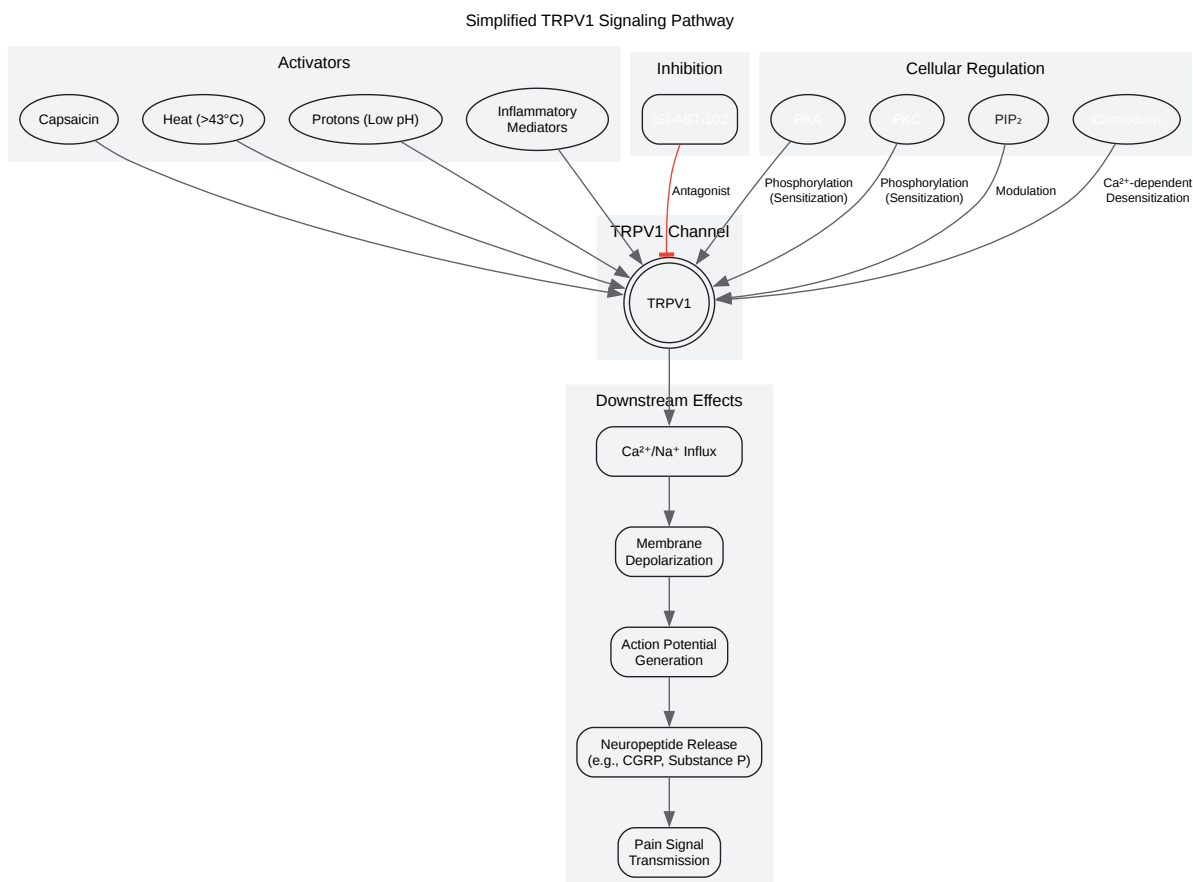 Simplified TRPV1 Signaling Pathway
Activators
Inhibition
Cellular Regulation
Capsaicin
Heat (>43°C)
Protons (Low pH)
Inflammatory
Mediators
(S)-ABT-102
PKA
PKC
PIP₂
Calmodulin
Antagonist
Phosphorylation
(Sensitization)
Phosphorylation
(Sensitization)
Modulation
Ca²⁺-dependent
Desensitization
TRPV1 Channel
TRPV1
Downstream Effects
Ca²⁺/Na⁺ Influx
Membrane
Depolarization
Action Potential
Generation
Neuropeptide Release
(e.g., CGRP, Substance P)
Pain Signal
Transmission